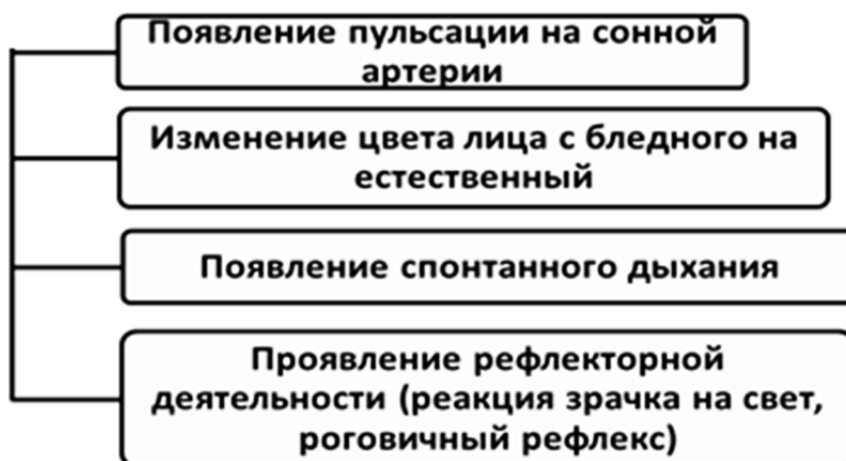 Появление пульсации на сонной
артерии
Изменение цвета лица с бледного на
естественный
Появление спонтанного дыхания
Проявление рефлекторной
деятельности (реакция зрачка на свет,
роговичный рефлекс)